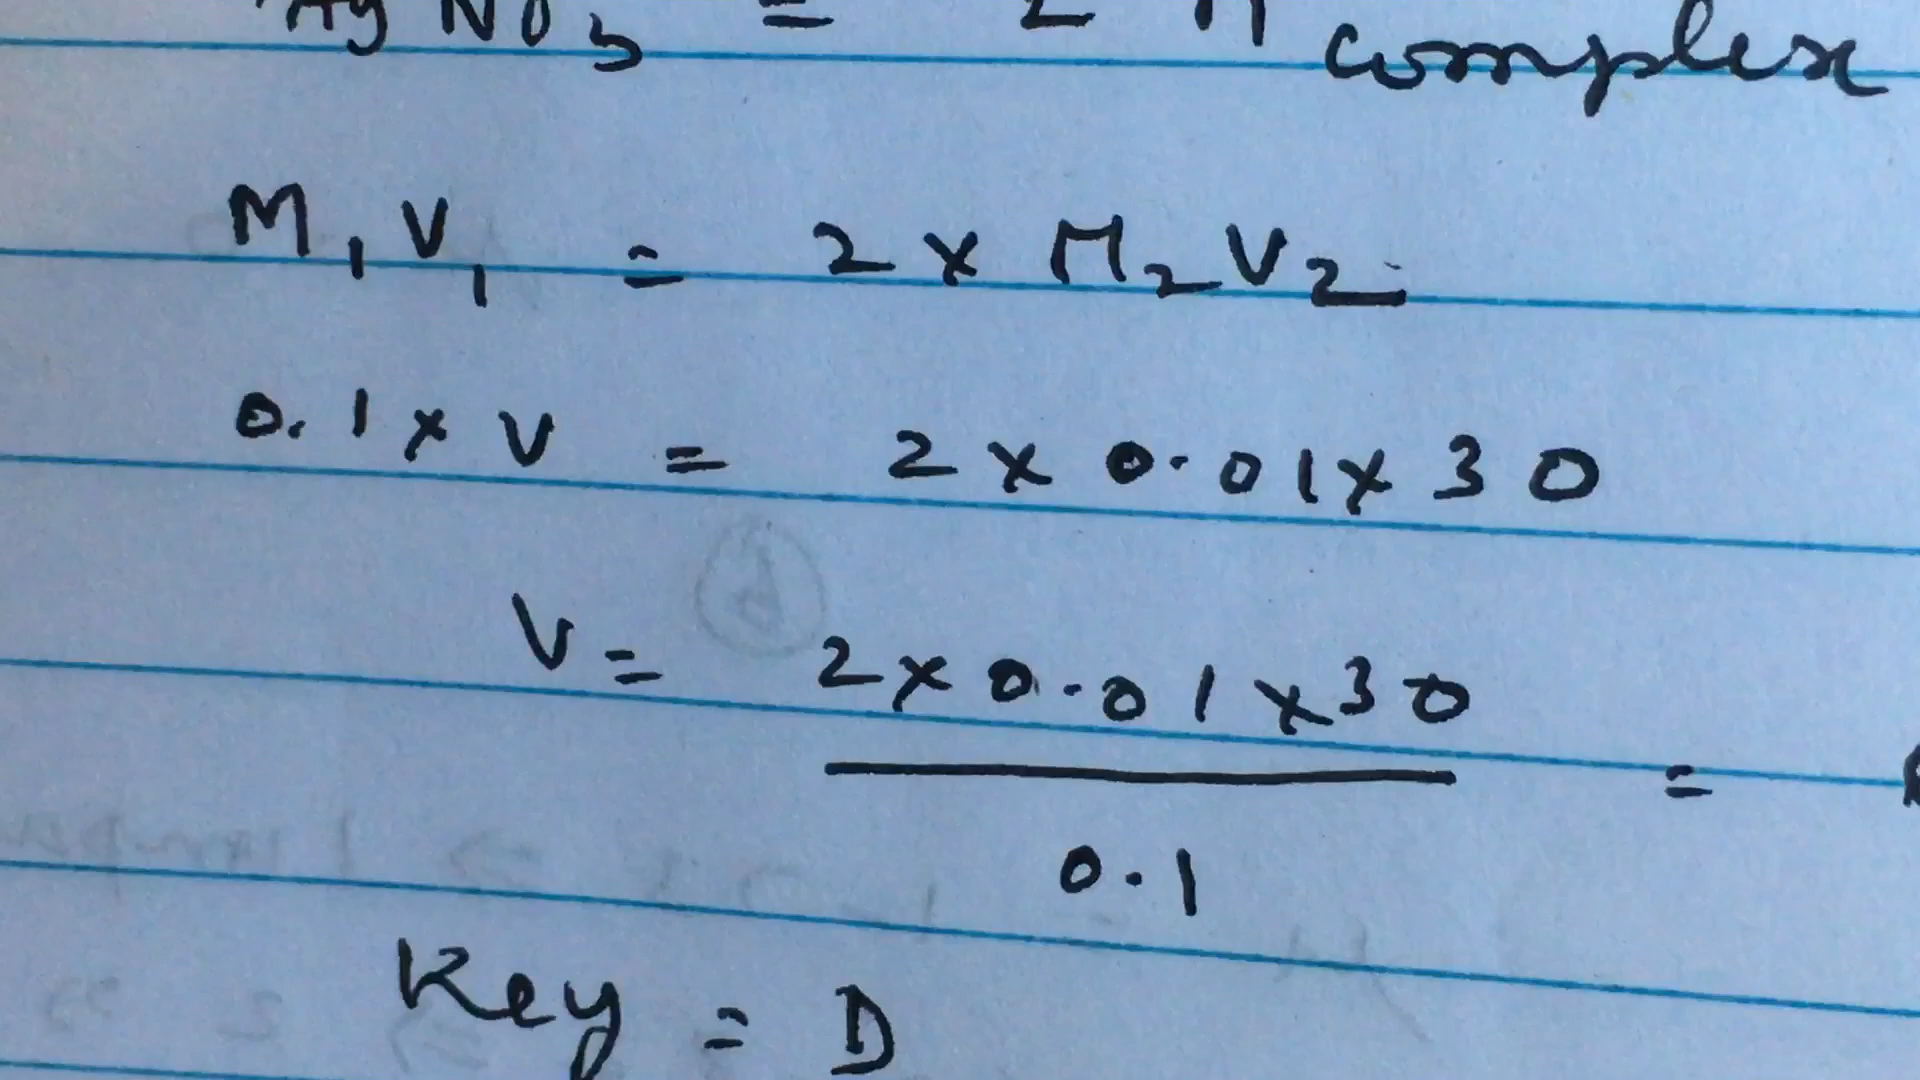 AgNO3 = 2 M complex
M1V1 = 2 x M2V2
0.1 x V = 2 x 0.01 x 30
V = 2 x 0.01 x 30 =
0.1
Key = D